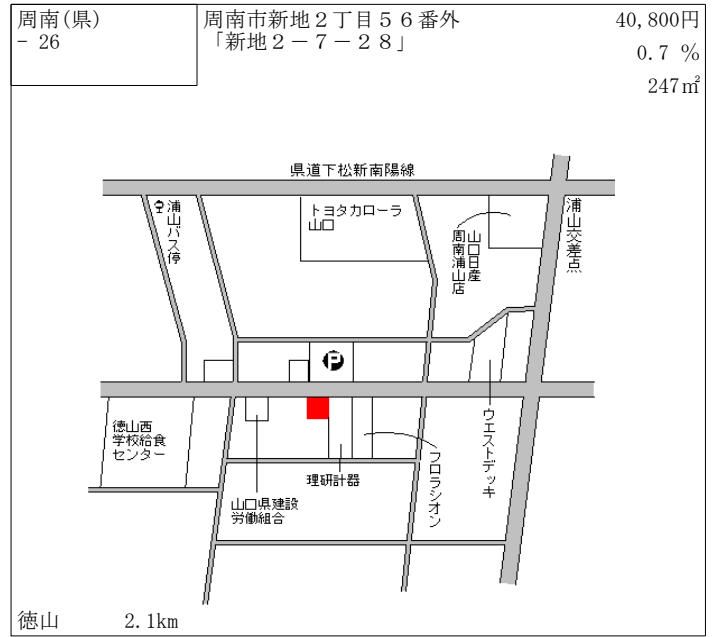 周南(県)
- 26
周南市新地２丁目５６番外
「新地２－７－２８」
40,800円
0.7 %
247㎡
県道下松新南陽線
浦山バス停
トヨタカローラ
山口
山口日産
周南浦山店
浦山交差点
P
徳山西
学校給食
センター
山口県建設
労働組合
理研計器
フロラシオン
ウエストデッキ
徳山
2.1km